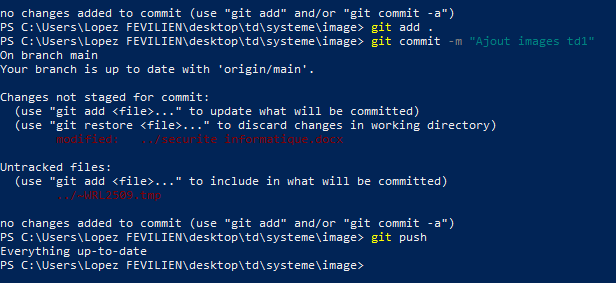 no changes added to commit (use "git add" and/or "git commit -a")
PS C:\Users\Lopez FEVILIEN\desktop\td\systeme\image> git add .
PS C:\Users\Lopez FEVILIEN\desktop\td\systeme\image> git commit -m "Ajout images td1"
On branch main
Your branch is up to date with 'origin/main'.
Changes not staged for commit:
(use "git add <file>..." to update what will be committed)
(use "git restore <file>..." to discard changes in working directory)
modified: ../securite informatique.docx
Untracked files:
(use "git add <file>..." to include in what will be committed)
../~WRL2509.tmp
no changes added to commit (use "git add" and/or "git commit -a")
PS C:\Users\Lopez FEVILIEN\desktop\td\systeme\image> git push
Everything up-to-date
PS C:\Users\Lopez FEVILIEN\desktop\td\systeme\image>